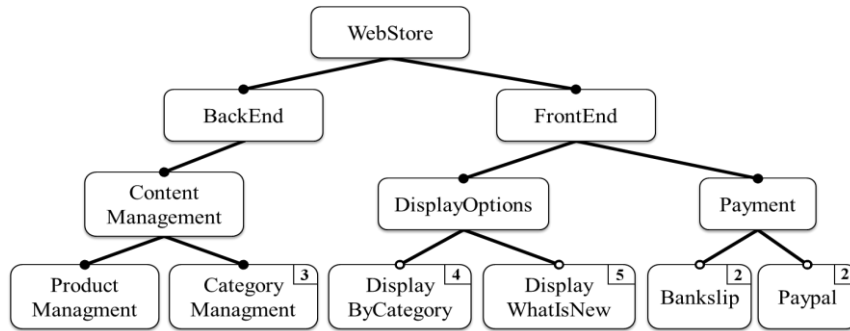 WebStore
BackEnd
FrontEnd
Content
Management
DisplayOptions
Payment
Product
Managment
Category
Managment
3
Display
ByCategory
4
Display
WhatIsNew
5
Bankslip
2
Paypal
2